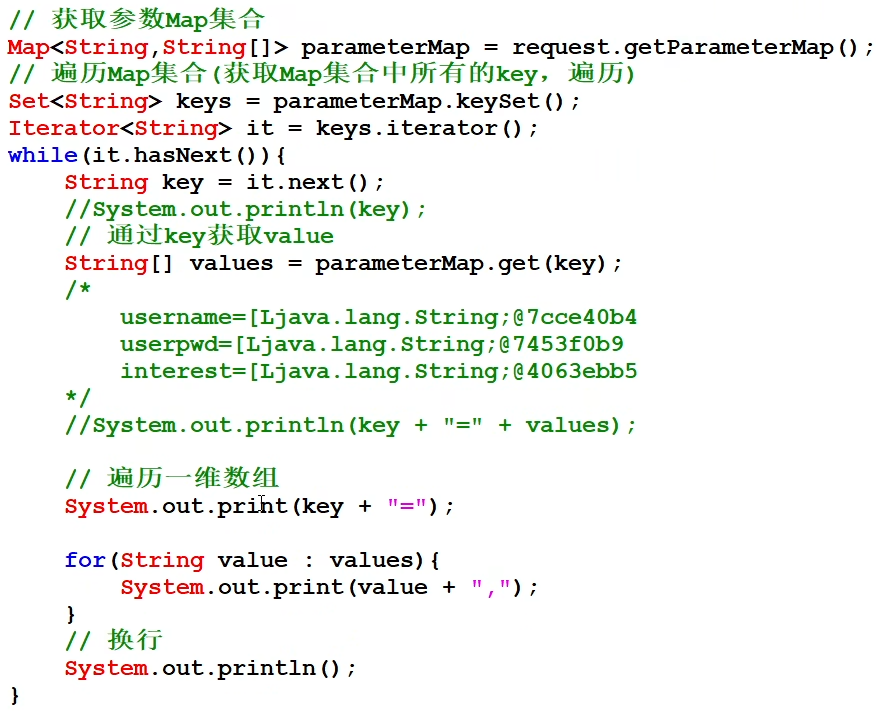 // 获取参数Map集合
Map<String,String[]> parameterMap = request.getParameterMap();
// 遍历Map集合(获取Map集合中所有的key，遍历)
Set<String> keys = parameterMap.keySet();
Iterator<String> it = keys.iterator();
while(it.hasNext()){
    String key = it.next();
    //System.out.println(key);
    // 通过key获取value
    String[] values = parameterMap.get(key);
    /*
        username=[Ljava.lang.String;@7cce40b4
        userpwd=[Ljava.lang.String;@7453f0b9
        interest=[Ljava.lang.String;@4063ebb5
    */
    //System.out.println(key + "=" + values);
    // 遍历一维数组
    System.out.print(key + "=");
    for(String value : values){
        System.out.print(value + ",");
    }
    // 换行
    System.out.println();
}